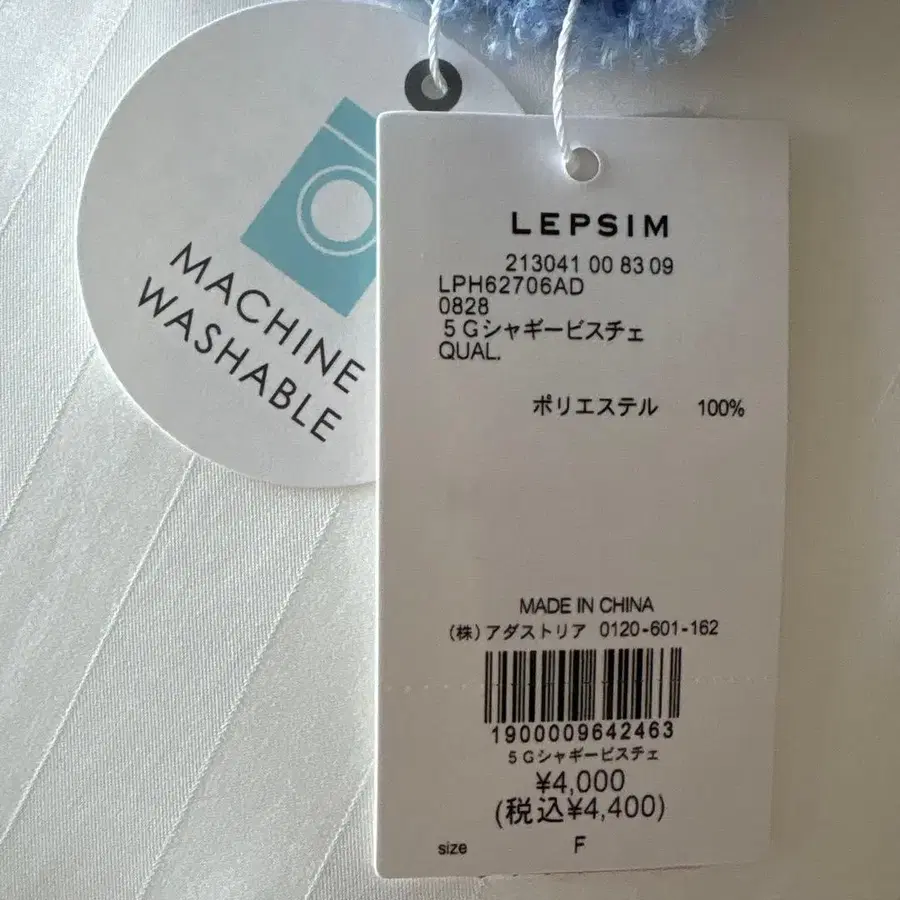 MACHINE
WASHABLE
LEPSIM
213041 00 83 09
LPH62706AD
0828
5Gシャギービスチェ
QUAL.
ポリエステル 100%
MADE IN CHINA
(株)アダストリア 0120-601-162
1900009642463
5Gシャギービスチェ
¥4,000
(税込¥4,400)
size F